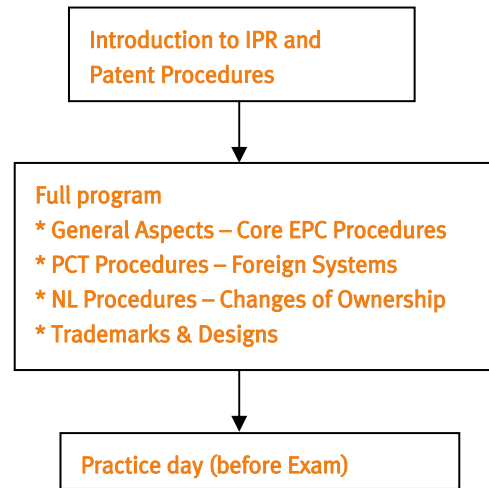 Introduction to IPR and
Patent Procedures
Full program
* General Aspects – Core EPC Procedures
* PCT Procedures – Foreign Systems
* NL Procedures – Changes of Ownership
* Trademarks & Designs
Practice day (before Exam)